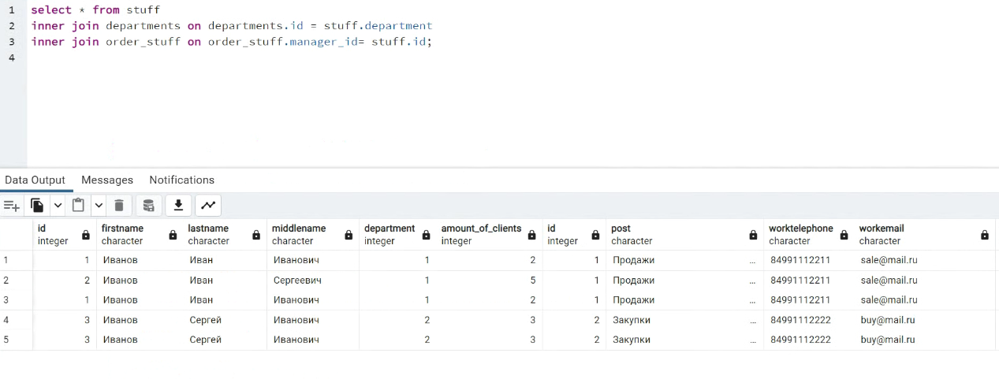 1 select * from stuff
2 inner join departments on departments.id = stuff.department
3 inner join order_stuff on order_stuff.manager_id= stuff.id;
4
Data Output Messages Notifications
id firstname lastname middlename department amount_of_clients id post worktelephone workemail
integer character character character integer integer integer character character character
1 1 Иванов Иван Иванович 1 2 1 Продажи ... 84991112211 sale@mail.ru
2 2 Иванов Иван Сергеевич 1 5 1 Продажи ... 84991112211 sale@mail.ru
3 1 Иванов Иван Иванович 1 2 1 Продажи ... 84991112211 sale@mail.ru
4 3 Иванов Сергей Иванович 2 3 2 Закупки ... 84991112222 buy@mail.ru
5 3 Иванов Сергей Иванович 2 3 2 Закупки ... 84991112222 buy@mail.ru